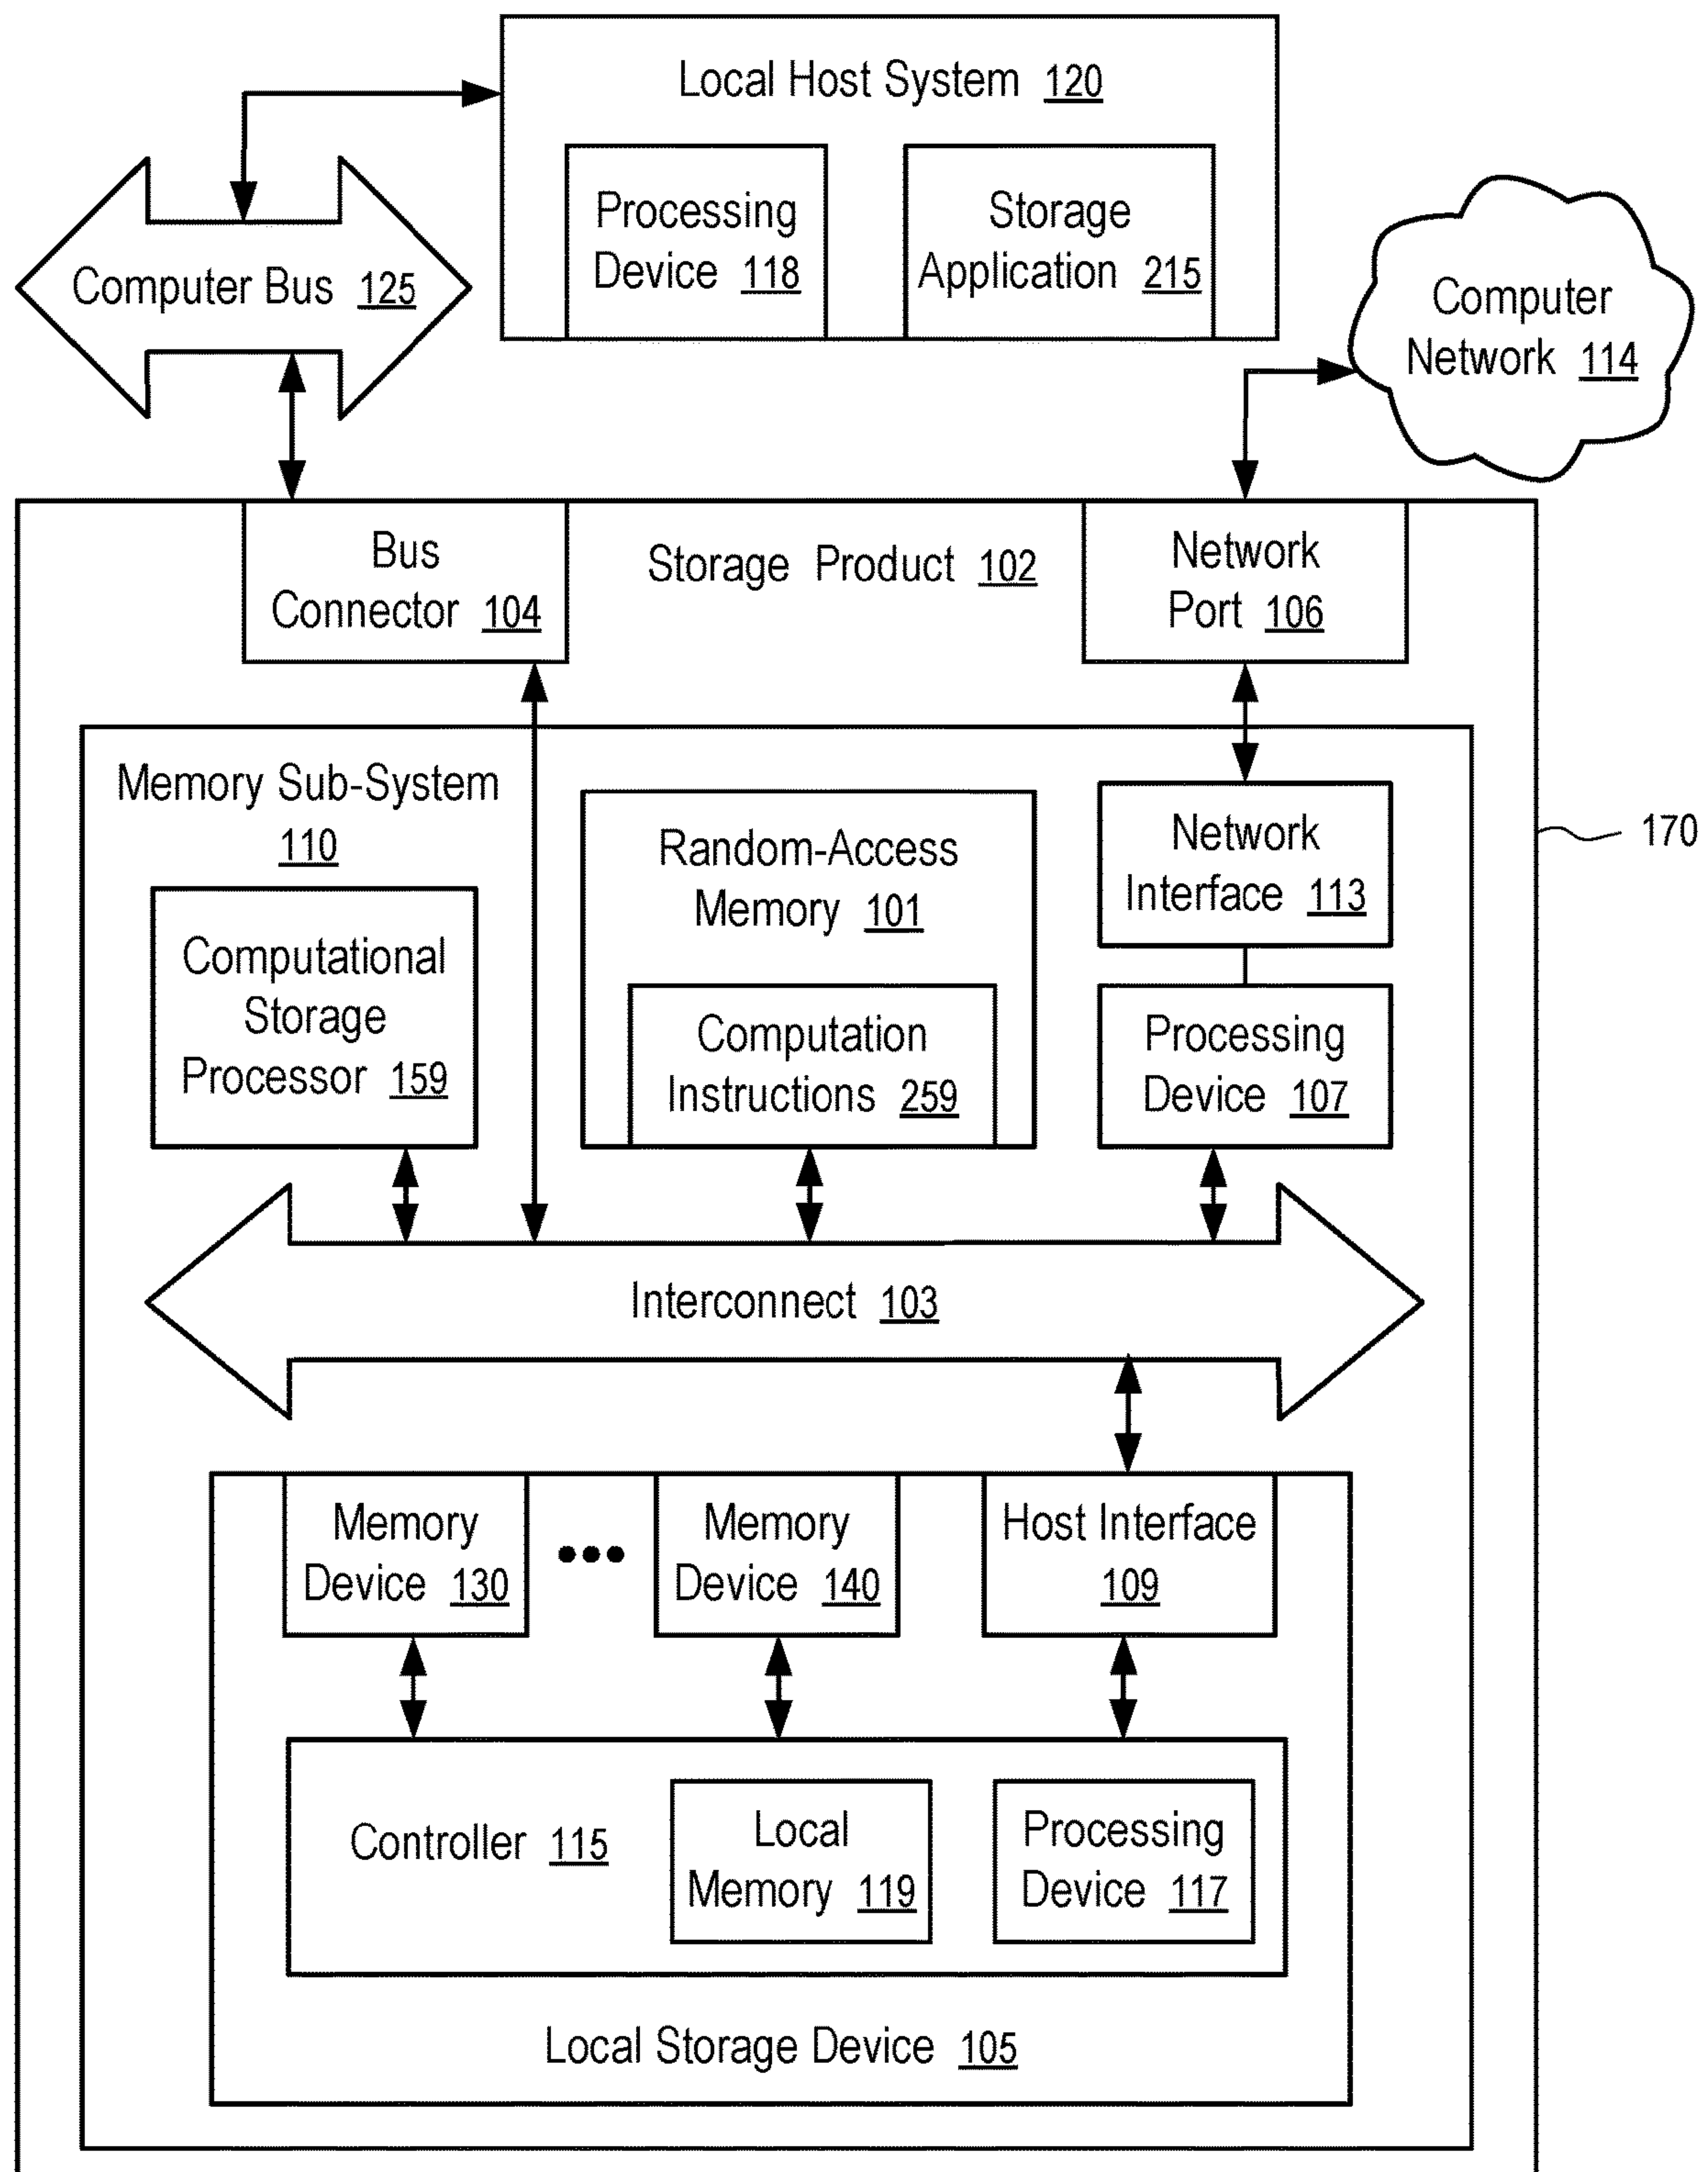 Local Host System 120
Processing
Device 118
Storage
Application 215
Computer Bus 125
Computer
Network 114
Bus
Connector 104
Storage Product 102
Network
Port 106
Memory Sub-System
110
Random-Access
Memory 101
Network
Interface 113
170
Computational
Storage
Processor 159
Computation
Instructions 259
Processing
Device 107
Interconnect 103
Memory
Device 130
Memory
Device 140
Host Interface
109
Controller 115
Local
Memory 119
Processing
Device 117
Local Storage Device 105